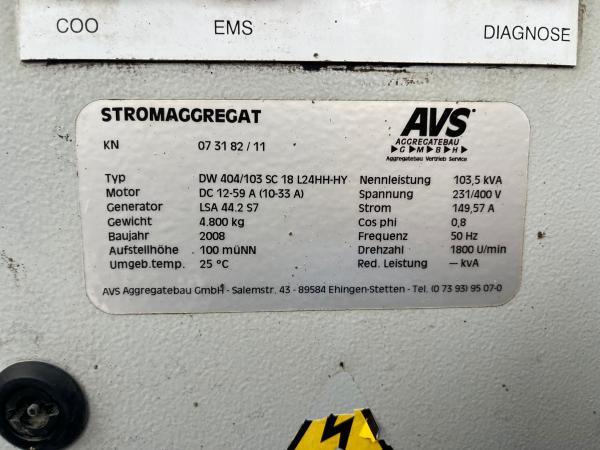 COO EMS DIAGNOSE
STROMAGGREGAT
AVS
AGGREGATEBAU
G M B H
Aggregatebau Vertrieb Service
KN 07 31 82 / 11
Typ DW 404/103 SC 18 L24HH-HY Nennleistung 103,5 kVA
Motor DC 12-59 A (10-33 A) Spannung 231/400 V
Generator LSA 44.2 S7 Strom 149,57 A
Gewicht 4.800 kg Cos phi 0,8
Baujahr 2008 Frequenz 50 Hz
Aufstellhöhe 100 müNN Drehzahl 1800 U/min
Umgeb.temp. 25 °C Red. Leistung — kVA
AVS Aggregatebau GmbH - Salemstr. 43 - 89584 Ehingen-Stetten - Tel. (0 73 93) 95 07-0